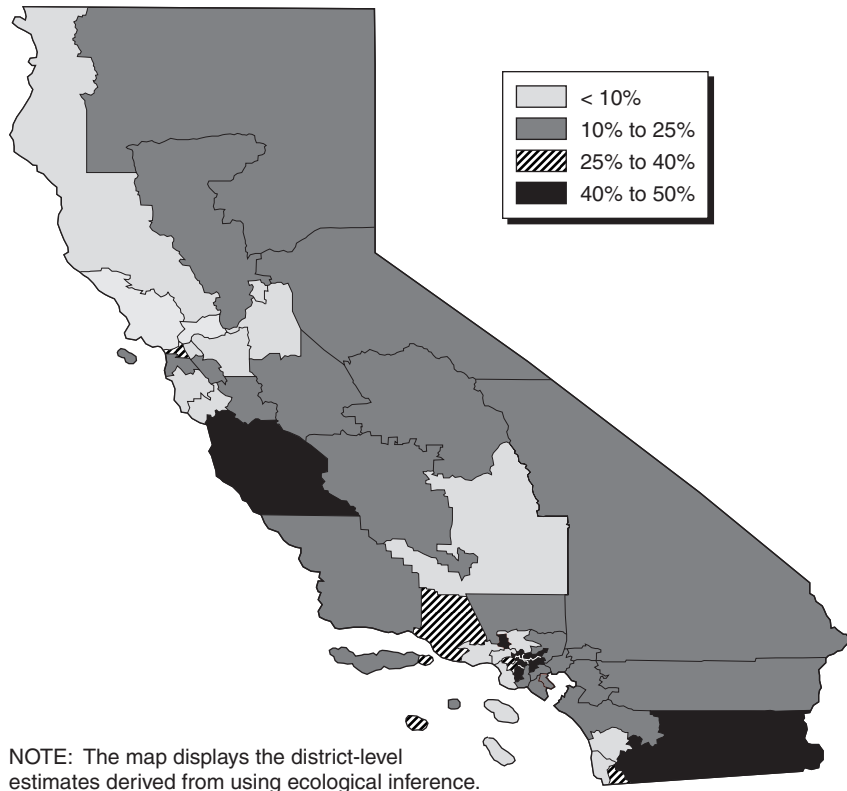 < 10%
10% to 25%
25% to 40%
40% to 50%
NOTE: The map displays the district-level
estimates derived from using ecological inference.